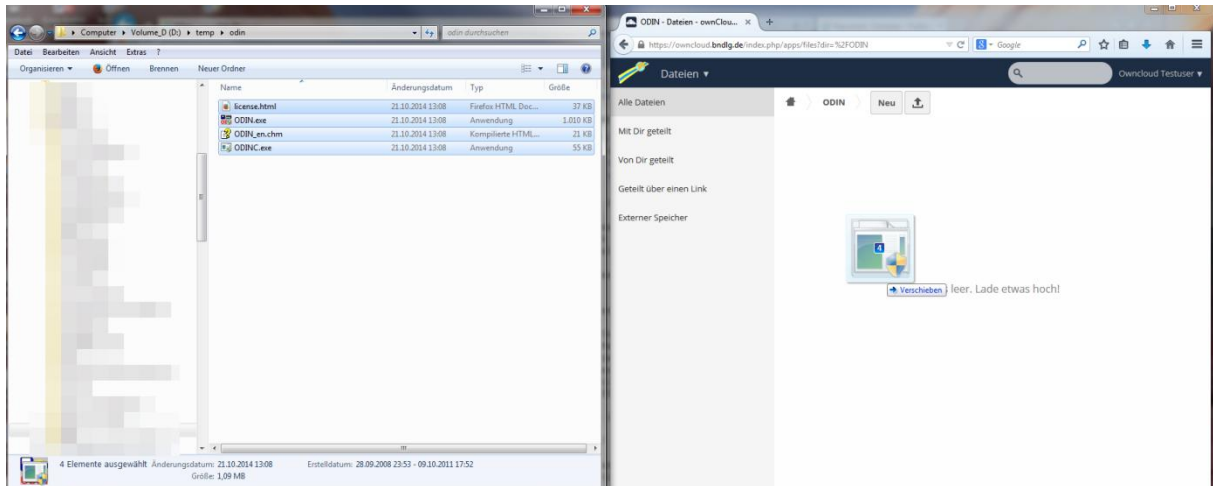 Computer ▸ Volume_D (D:) ▸ temp ▸ odin
odin durchsuchen
Datei Bearbeiten Ansicht Extras ?
Organisieren Öffnen Brennen Neuer Ordner
Name Änderungsdatum Typ Größe
license.html 21.10.2014 13:08 Firefox HTML Doc... 37 KB
ODIN.exe 21.10.2014 13:08 Anwendung 1.010 KB
ODIN_en.chm 21.10.2014 13:08 Kompilierte HTML... 21 KB
ODINC.exe 21.10.2014 13:08 Anwendung 55 KB
4 Elemente ausgewählt Änderungsdatum: 21.10.2014 13:08 Erstelldatum: 28.09.2008 23:53 - 09.10.2011 17:52
Größe: 1,09 MB
ODIN - Dateien - ownClou... × +
https://owncloud.bndlg.de/index.php/apps/files?dir=%2FODIN
8 Google
Dateien ▾
Owncloud Testuser ▾
Alle Dateien
ODIN Neu
Mit Dir geteilt
Von Dir geteilt
Geteilt über einen Link
Externer Speicher
4
Verschieben
leer. Lade etwas hoch!